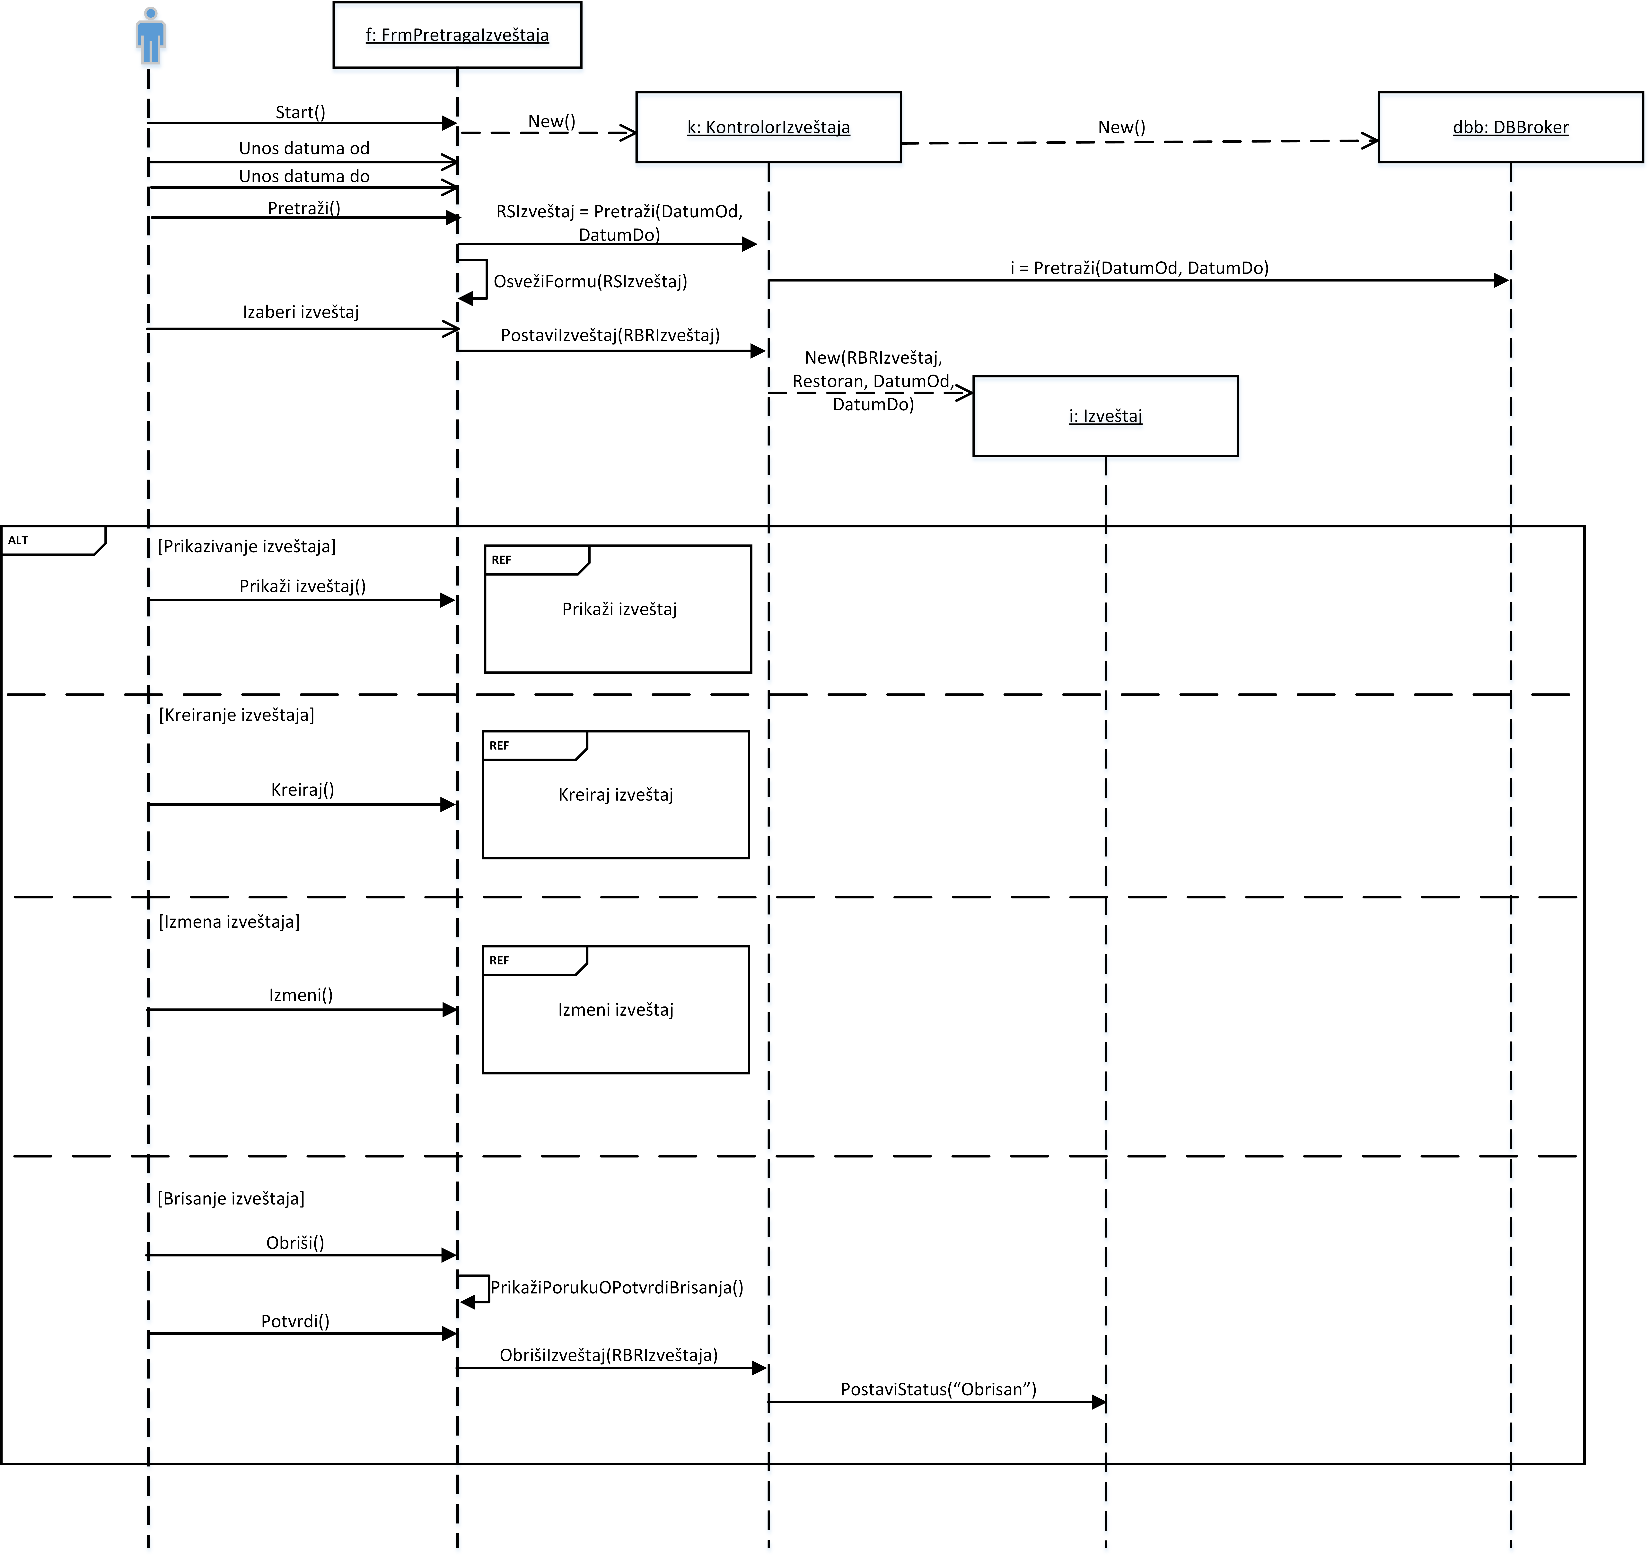 f: FrmPretragaIzveštaja
k: KontrolorIzveštaja
dbb: DBBroker
Start()
New()
New()
Unos datuma od
Unos datuma do
Pretraži()
RSIzveštaj = Pretraži(DatumOd,
DatumDo)
i = Pretraži(DatumOd, DatumDo)
OsvežiFormu(RSIzveštaj)
Izaberi izveštaj
PostaviIzveštaj(RBRIzveštaj)
New(RBRIzveštaj,
Restoran, DatumOd,
DatumDo)
i: Izveštaj
ALT
[Prikazivanje izveštaja]
REF
Prikaži izveštaj()
Prikaži izveštaj
[Kreiranje izveštaja]
REF
Kreiraj()
Kreiraj izveštaj
[Izmena izveštaja]
REF
Izmeni()
Izmeni izveštaj
[Brisanje izveštaja]
Obriši()
PrikažiPorukuOPotvrdiBrisanja()
Potvrdi()
ObrišiIzveštaj(RBRIzveštaja)
PostaviStatus(“Obrisan”)